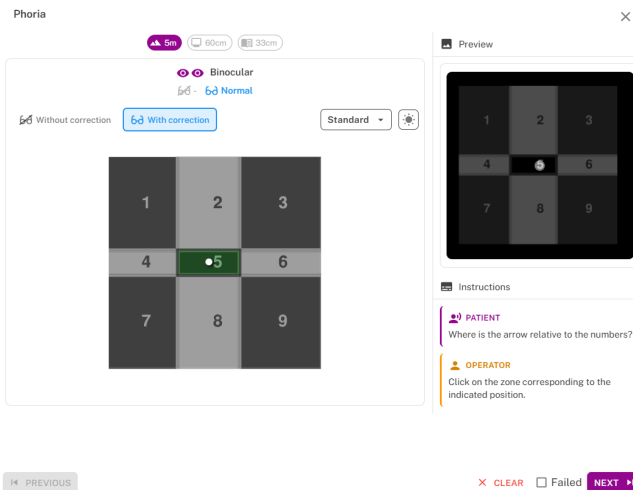 Phoria
5m
60cm
33cm
Binocular
- Normal
Without correction
With correction
Standard
1 2 3
4 5 6
7 8 9
Preview
1 2 3
4 6
7 8 9
Instructions
PATIENT
Where is the arrow relative to the numbers?
OPERATOR
Click on the zone corresponding to the
indicated position.
PREVIOUS
CLEAR
Failed
NEXT